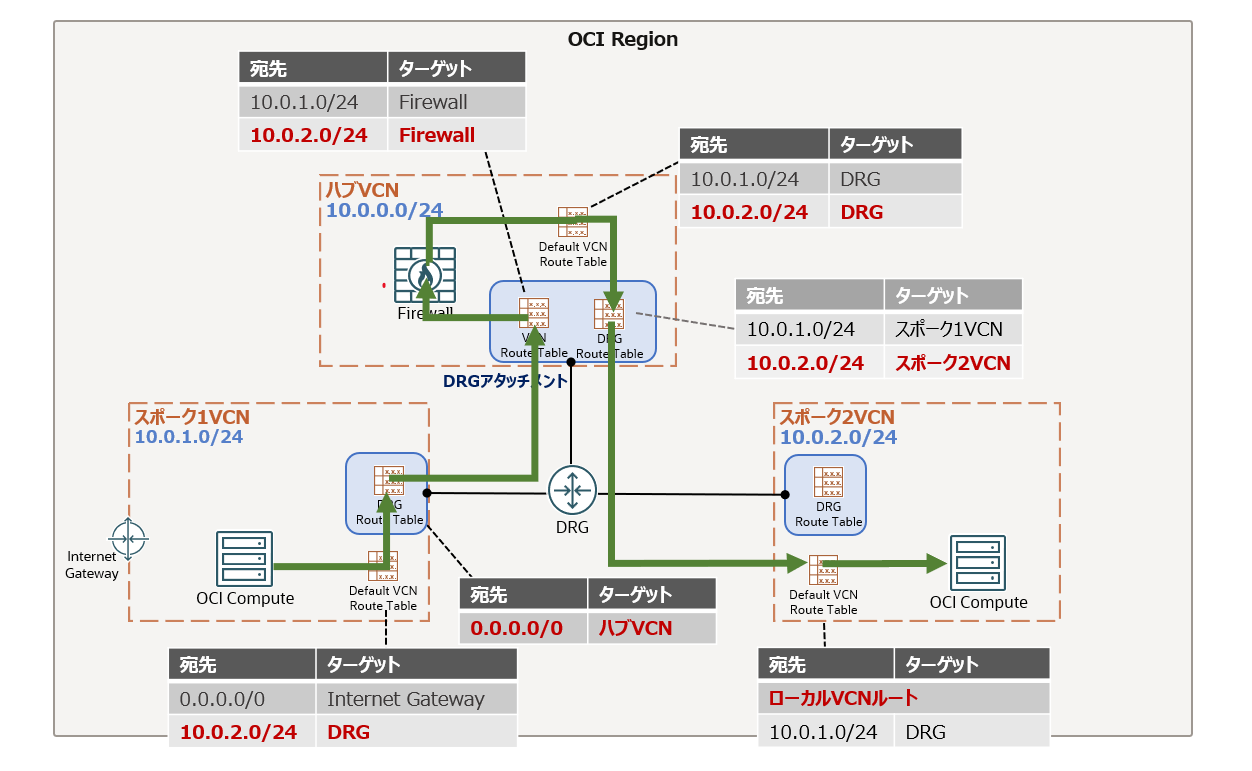 OCI Region
宛先 ターゲット
10.0.1.0/24 Firewall
10.0.2.0/24 Firewall
宛先 ターゲット
10.0.1.0/24 DRG
10.0.2.0/24 DRG
ハブVCN
10.0.0.0/24
Default VCN
Route Table
Firewall
VCN
Route Table
DRG
Route Table
宛先 ターゲット
10.0.1.0/24 スポーク1VCN
10.0.2.0/24 スポーク2VCN
DRGアタッチメント
スポーク1VCN
10.0.1.0/24
DRG
Route Table
Internet
Gateway
OCI Compute
Default VCN
Route Table
DRG
スポーク2VCN
10.0.2.0/24
DRG
Route Table
Default VCN
Route Table
OCI Compute
宛先 ターゲット
0.0.0.0/0 ハブVCN
宛先 ターゲット
0.0.0.0/0 Internet Gateway
10.0.2.0/24 DRG
宛先 ターゲット
ローカルVCNルート
10.0.1.0/24 DRG